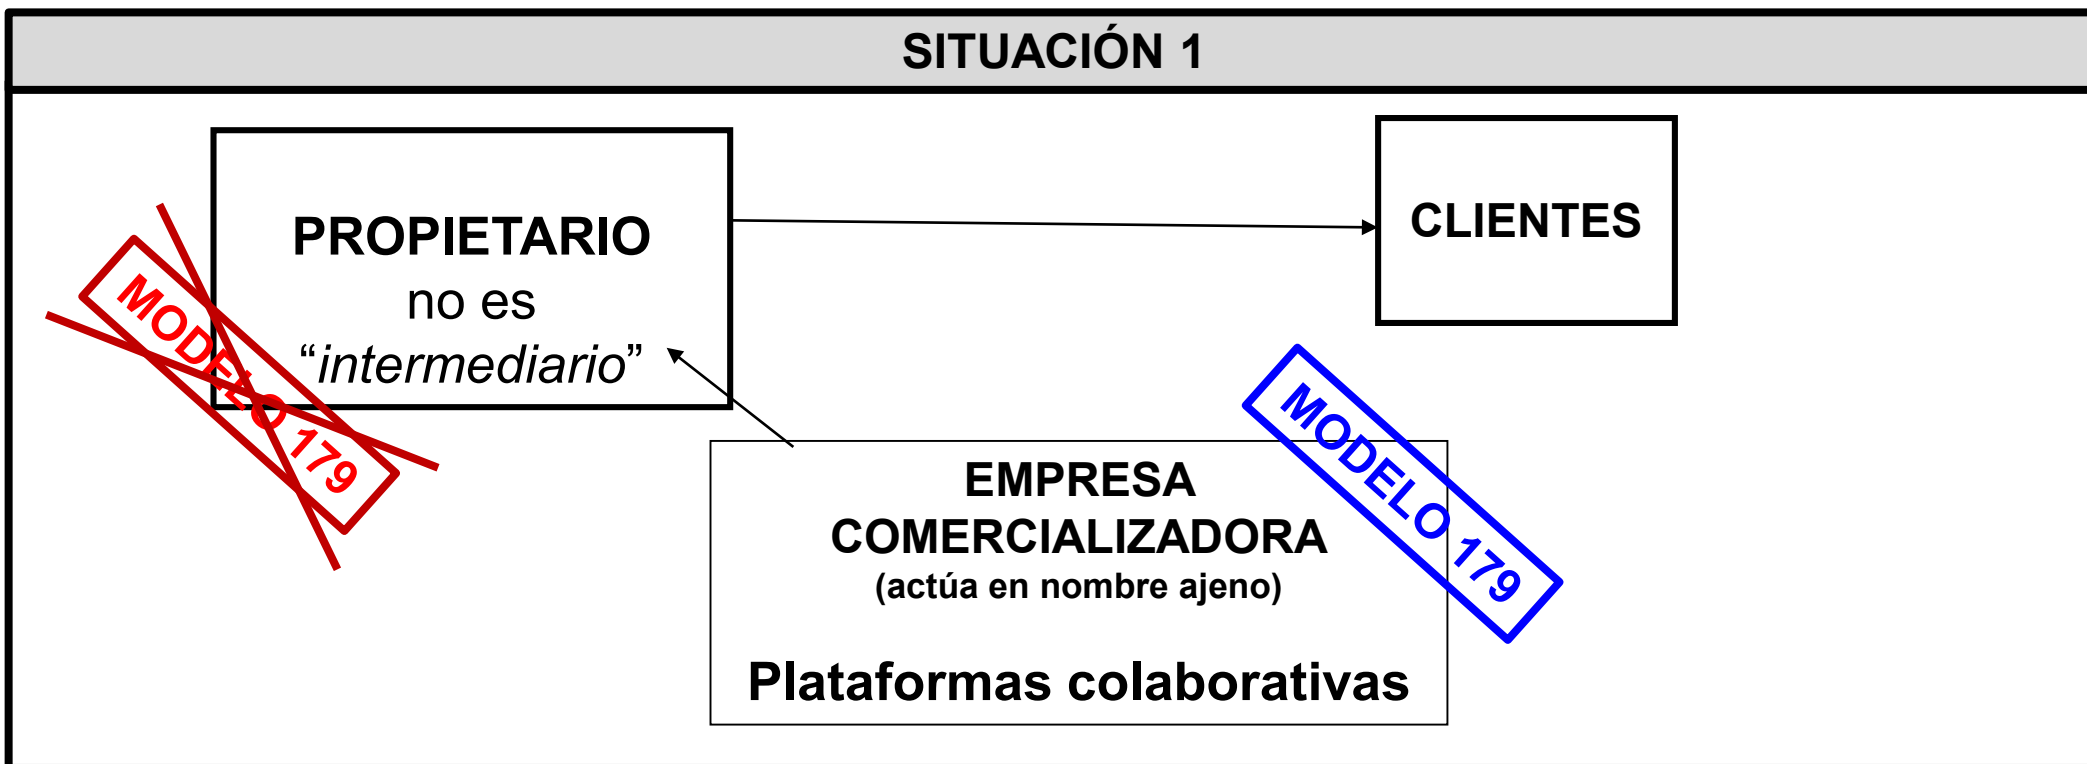 SITUACIÓN 1
PROPIETARIO
no es
“intermediario”
MODELO 179
CLIENTES
EMPRESA
COMERCIALIZADORA
(actúa en nombre ajeno)
Plataformas colaborativas
MODELO 179